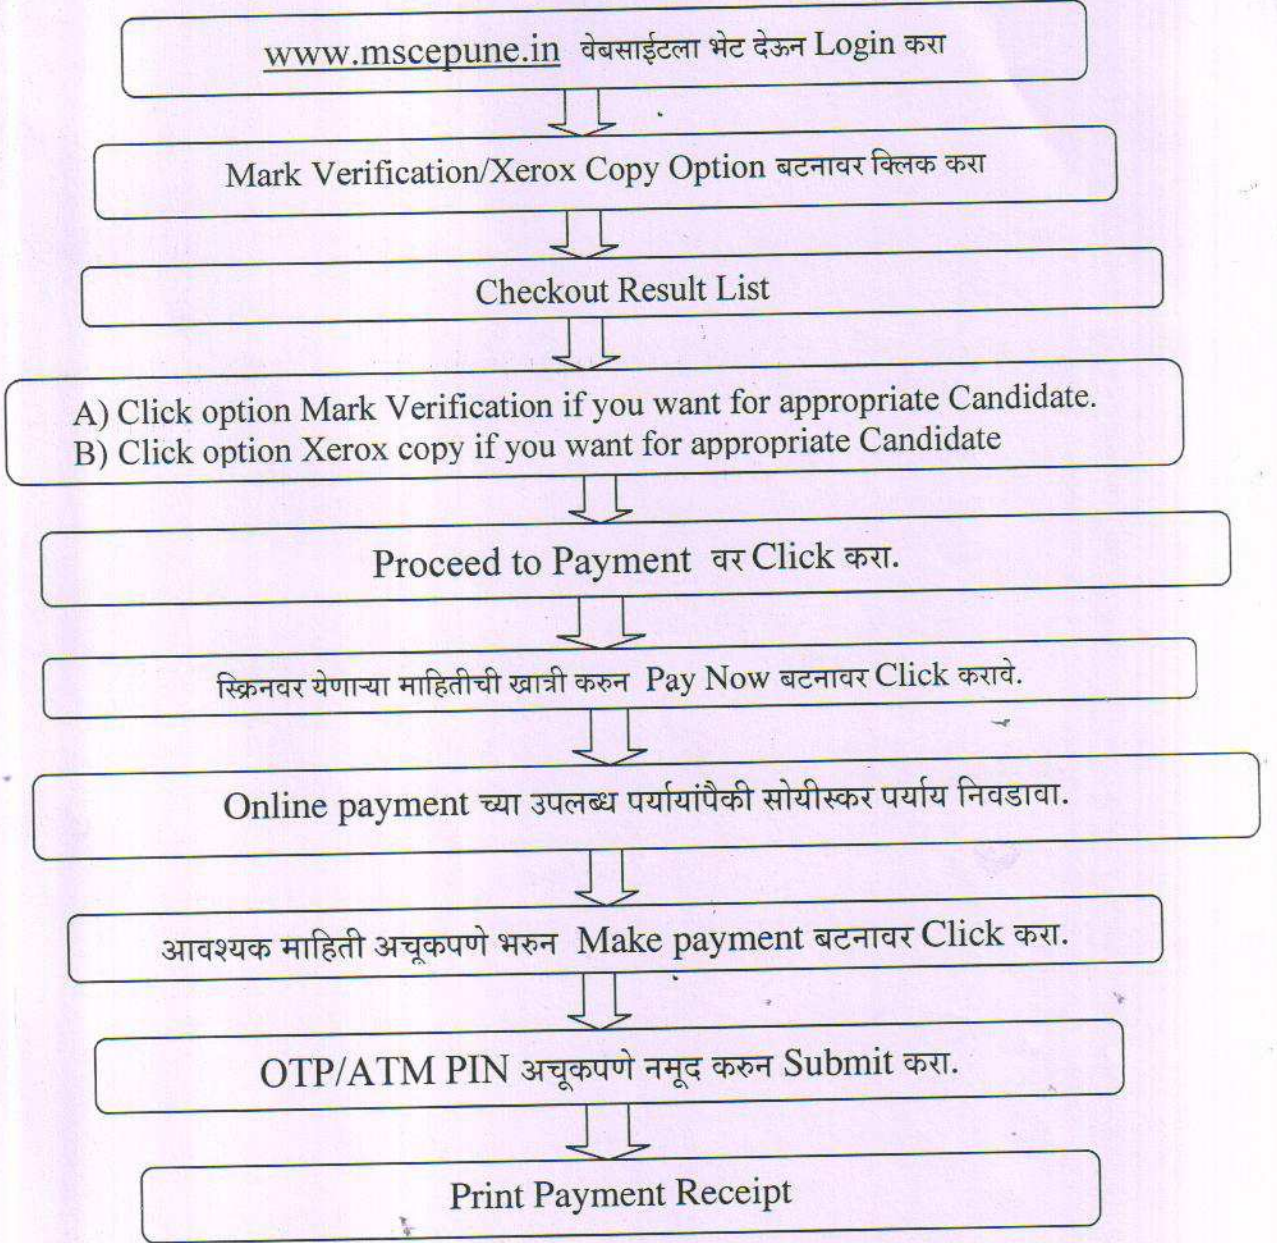 www.mscepune.in वेबसाईटला भेट देऊन Login करा
Mark Verification/Xerox Copy Option बटनावर क्लिक करा
Checkout Result List
A) Click option Mark Verification if you want for appropriate Candidate.
B) Click option Xerox copy if you want for appropriate Candidate
Proceed to Payment वर Click करा.
स्क्रिनवर येणाऱ्या माहितीची खात्री करुन Pay Now बटनावर Click करावे.
Online payment च्या उपलब्ध पर्यायांपैकी सोयीस्कर पर्याय निवडावा.
आवश्यक माहिती अचूकपणे भरुन Make payment बटनावर Click करा.
OTP/ATM PIN अचूकपणे नमूद करुन Submit करा.
Print Payment Receipt